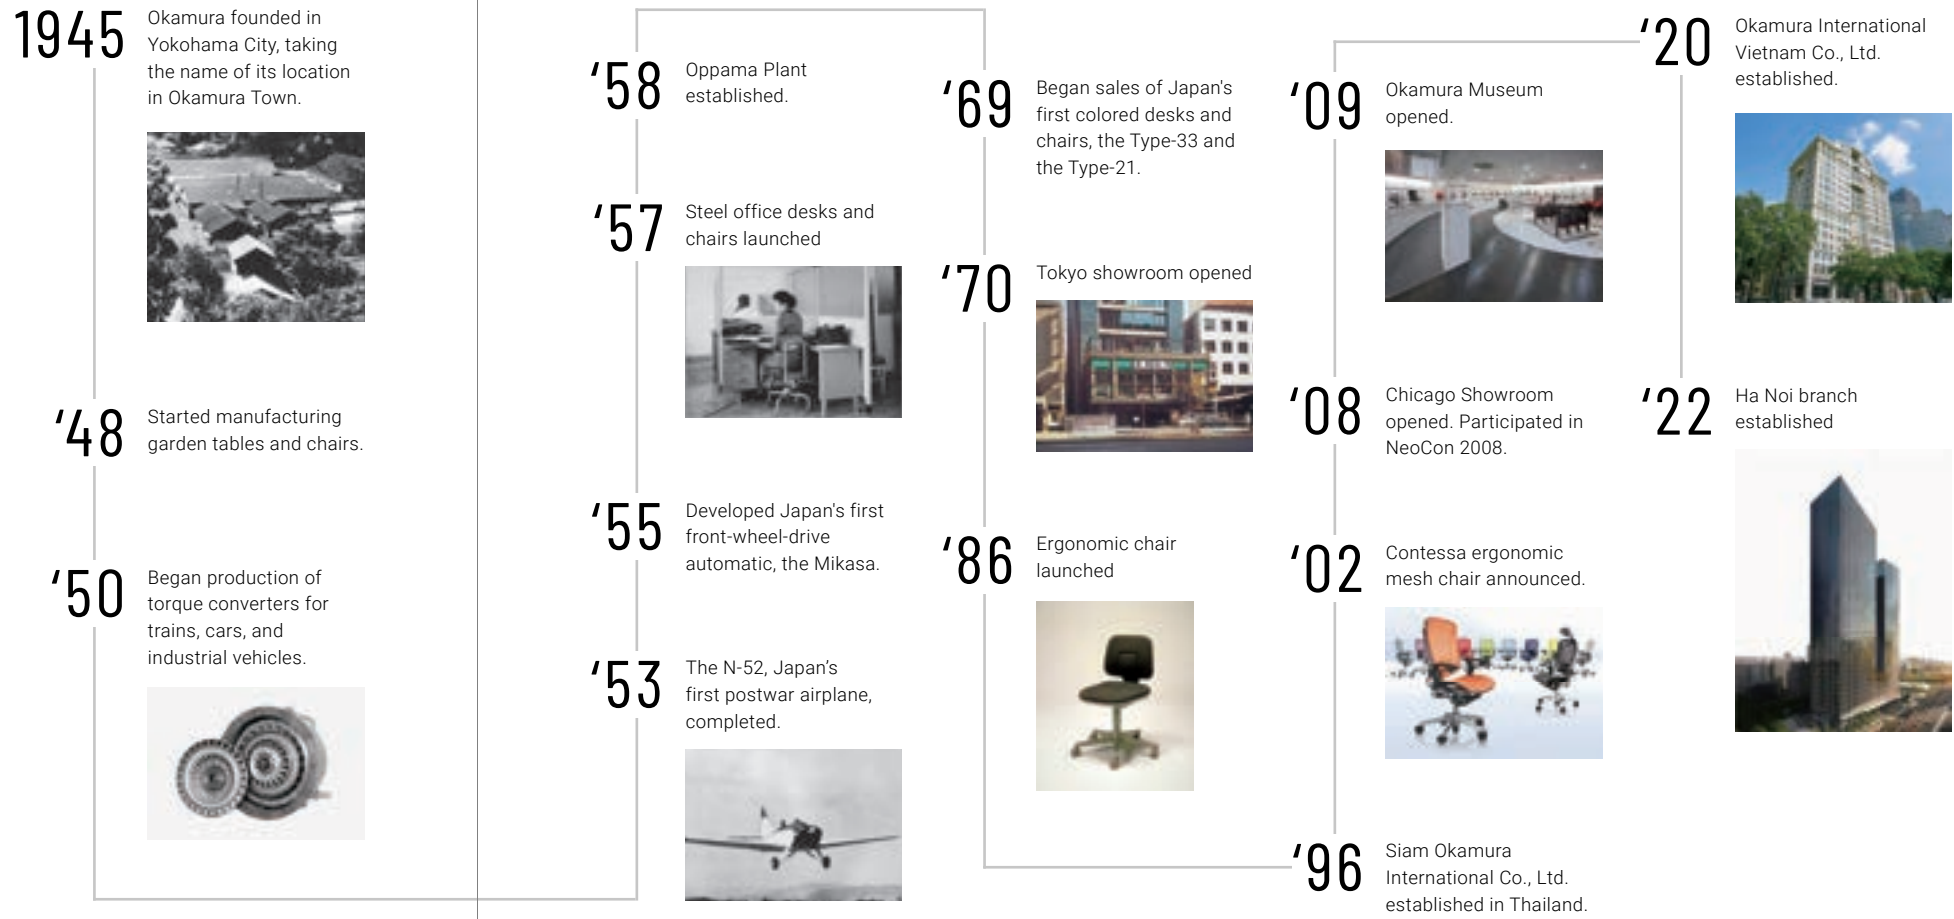 1945
Okamura founded in
Yokohama City, taking
the name of its location
in Okamura Town.
‘48
Started manufacturing
garden tables and chairs.
‘50
Began production of
torque converters for
trains, cars, and
industrial vehicles.
‘53
The N-52, Japan’s
first postwar airplane,
completed.
‘55
Developed Japan's first
front-wheel-drive
automatic, the Mikasa.
‘57
Steel office desks and
chairs launched
‘58
Oppama Plant
established.
‘69
Began sales of Japan's
first colored desks and
chairs, the Type-33 and
the Type-21.
‘70
Tokyo showroom opened
‘86
Ergonomic chair
launched
‘96
Siam Okamura
International Co., Ltd.
established in Thailand.
‘02
Contessa ergonomic
mesh chair announced.
‘08
Chicago Showroom
opened. Participated in
NeoCon 2008.
‘09
Okamura Museum
opened.
‘20
Okamura International
Vietnam Co., Ltd.
established.
‘22
Ha Noi branch
established